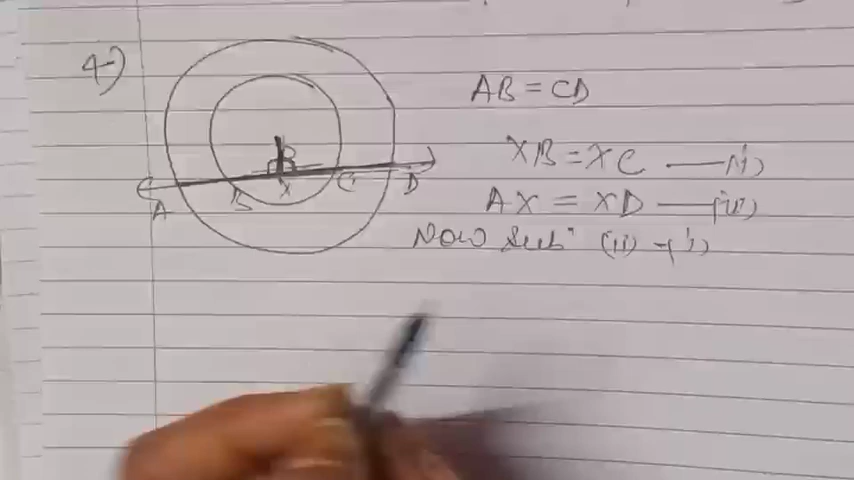 4-)
AB = CD
XB = XC — (i)
AX = XD — (ii)
Now Sub (ii) - (i)
A B X C D